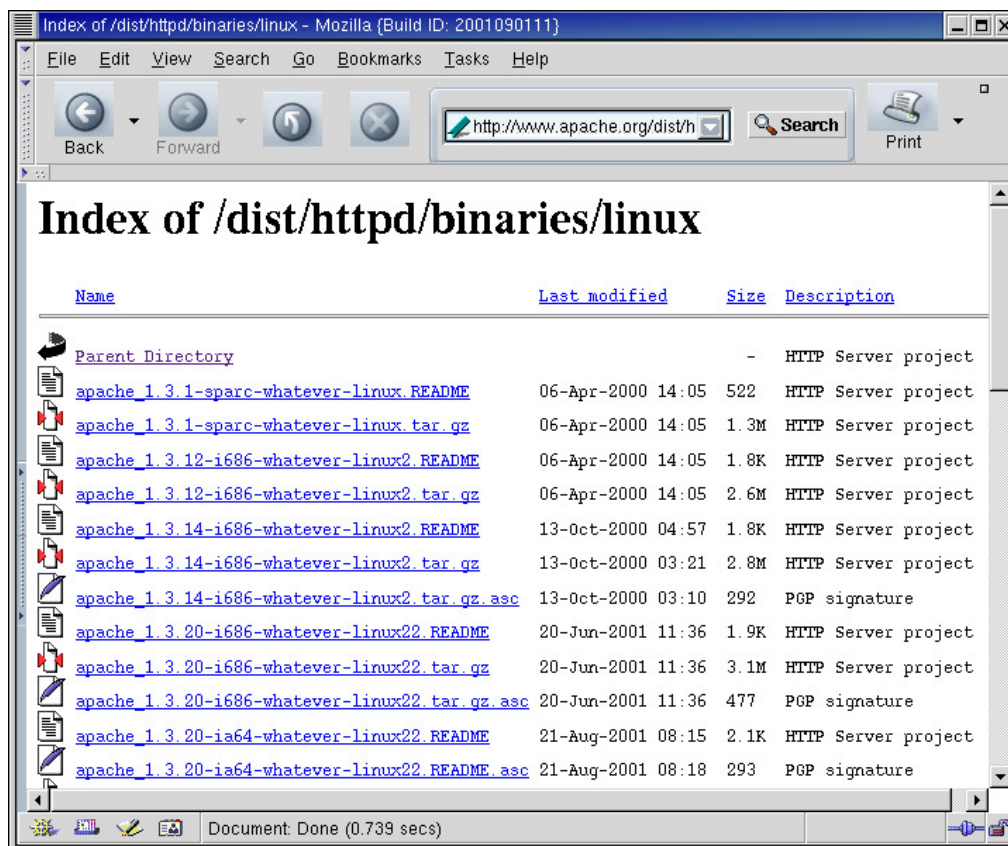 Index of /dist/httpd/binaries/linux - Mozilla {Build ID: 2001090111}
File Edit View Search Go Bookmarks Tasks Help
Back Forward http://www.apache.org/dist/h Search Print
Index of /dist/httpd/binaries/linux
Name Last modified Size Description
Parent Directory - HTTP Server project
apache_1.3.1-sparc-whatever-linux.README 06-Apr-2000 14:05 522 HTTP Server project
apache_1.3.1-sparc-whatever-linux.tar.gz 06-Apr-2000 14:05 1.3M HTTP Server project
apache_1.3.12-i686-whatever-linux2.README 06-Apr-2000 14:05 1.8K HTTP Server project
apache_1.3.12-i686-whatever-linux2.tar.gz 06-Apr-2000 14:05 2.6M HTTP Server project
apache_1.3.14-i686-whatever-linux2.README 13-Oct-2000 04:57 1.8K HTTP Server project
apache_1.3.14-i686-whatever-linux2.tar.gz 13-Oct-2000 03:21 2.8M HTTP Server project
apache_1.3.14-i686-whatever-linux2.tar.gz.asc 13-Oct-2000 03:10 292 PGP signature
apache_1.3.20-i686-whatever-linux22.README 20-Jun-2001 11:36 1.9K HTTP Server project
apache_1.3.20-i686-whatever-linux22.tar.gz 20-Jun-2001 11:36 3.1M HTTP Server project
apache_1.3.20-i686-whatever-linux22.tar.gz.asc 20-Jun-2001 11:36 477 PGP signature
apache_1.3.20-ia64-whatever-linux22.README 21-Aug-2001 08:15 2.1K HTTP Server project
apache_1.3.20-ia64-whatever-linux22.README.asc 21-Aug-2001 08:18 293 PGP signature
Document: Done (0.739 secs)